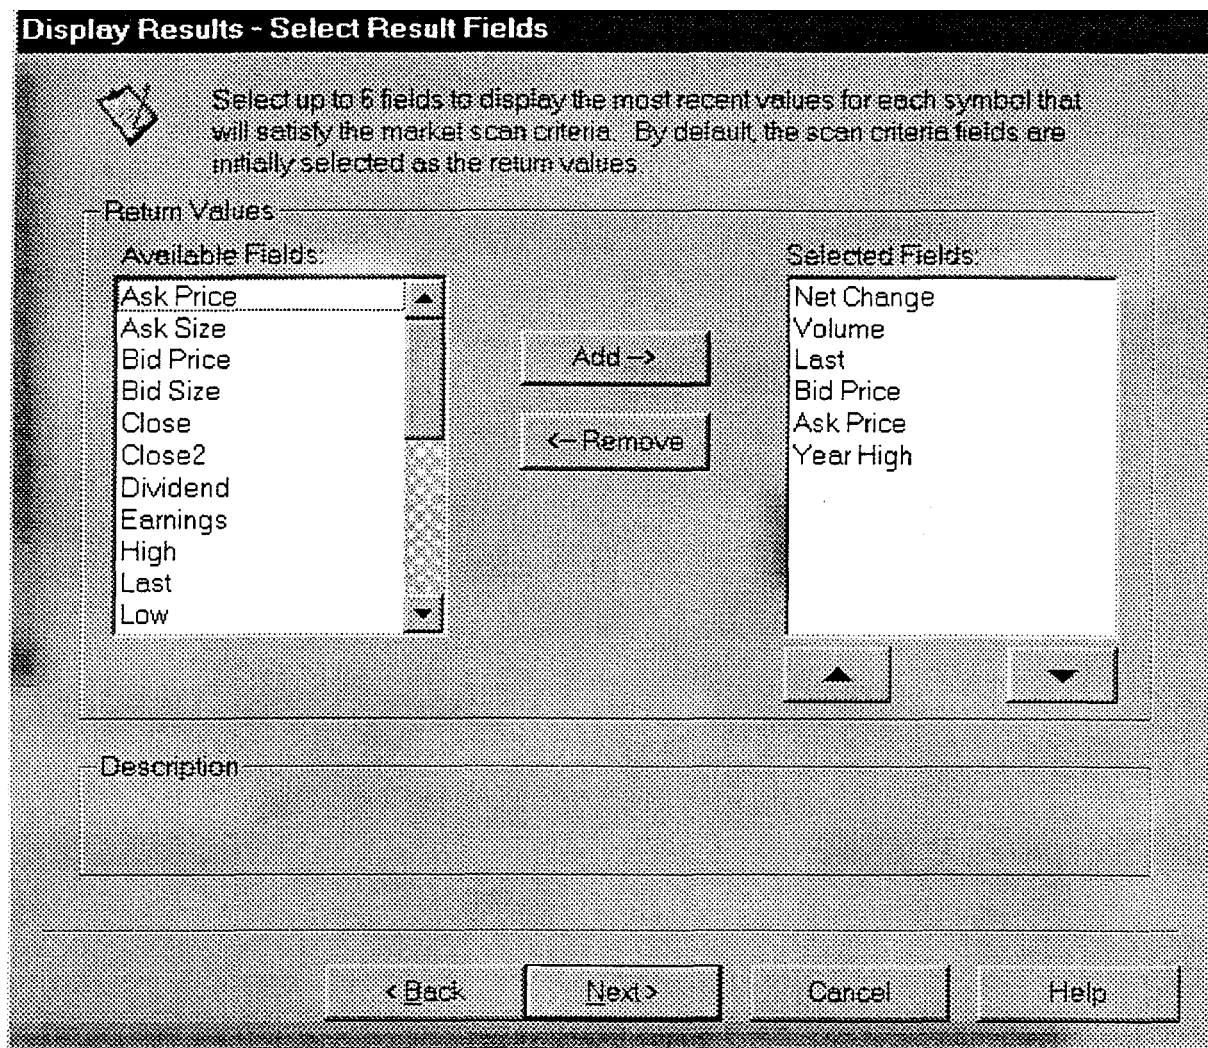 Display Results - Select Result Fields
Select up to 6 fields to display the most recent values for each symbol that
will satisfy the market scan criteria.  By default, the scan criteria fields are
initially selected as the return values.
Return Values
Available Fields:
Ask Price
Ask Size
Bid Price
Bid Size
Close
Close2
Dividend
Earnings
High
Last
Low
Add -->
<-- Remove
Selected Fields:
Net Change
Volume
Last
Bid Price
Ask Price
Year High
Description
< Back
Next >
Cancel
Help